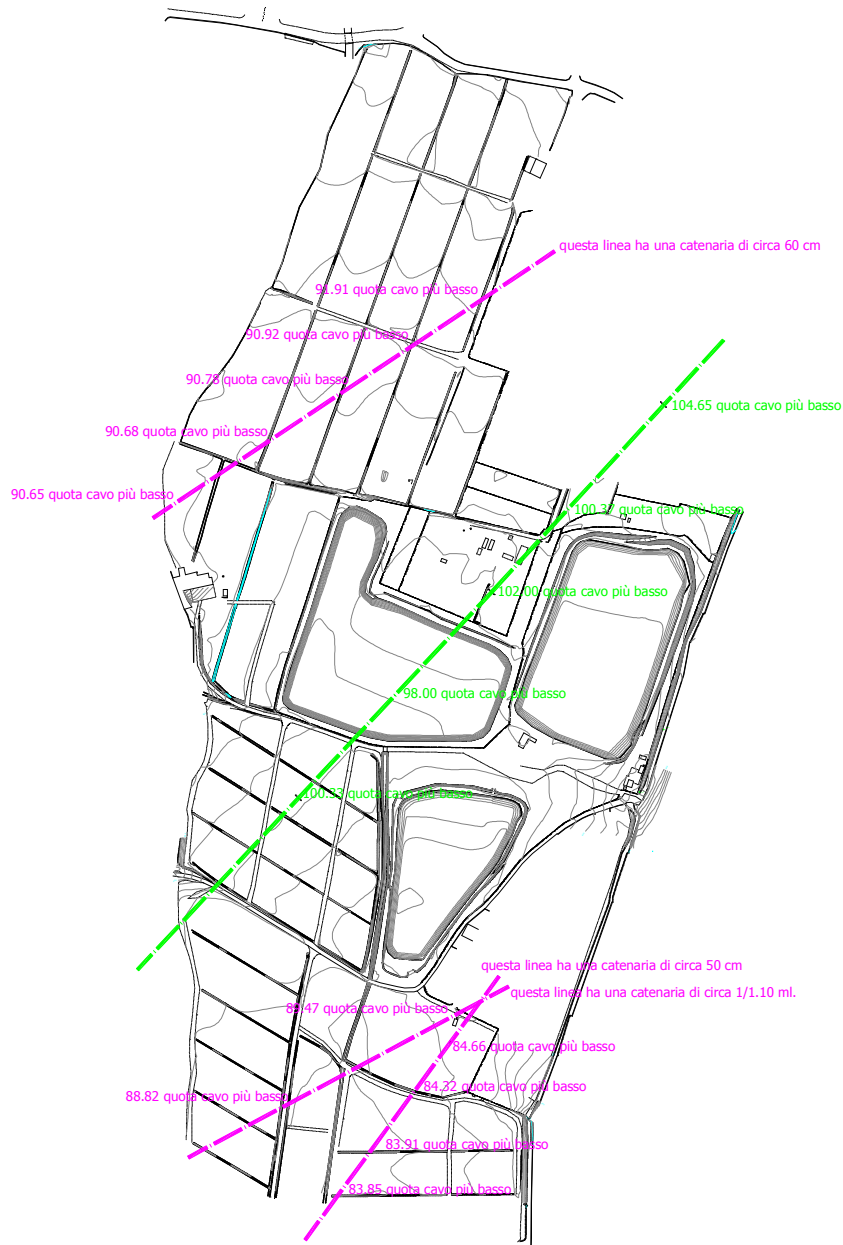 questa linea ha una catenaria di circa 60 cm
91.91 quota cavo più basso
90.92 quota cavo più basso
90.78 quota cavo più basso
104.65 quota cavo più basso
90.68 quota cavo più basso
90.65 quota cavo più basso
100.37 quota cavo più basso
102.00 quota cavo più basso
98.00 quota cavo più basso
100.33 quota cavo più basso
questa linea ha una catenaria di circa 50 cm
questa linea ha una catenaria di circa 1/1.10 ml.
89.47 quota cavo più basso
84.66 quota cavo più basso
84.32 quota cavo più basso
88.82 quota cavo più basso
83.91 quota cavo più basso
83.85 quota cavo più basso